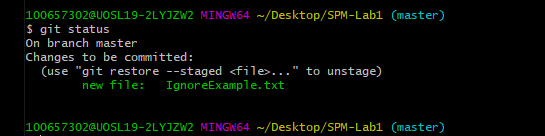 100657302@UOSL19-2LYJZW2 MINGW64 ~/Desktop/SPM-Lab1 (master)
$ git status
On branch master
Changes to be committed:
  (use "git restore --staged <file>..." to unstage)
        new file:   IgnoreExample.txt

100657302@UOSL19-2LYJZW2 MINGW64 ~/Desktop/SPM-Lab1 (master)